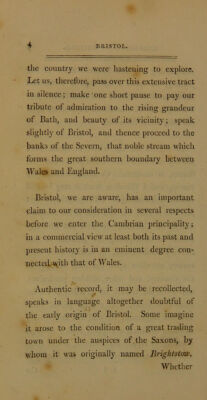 4 BRISTOL.
the country we were hastening to explore.
Let us, therefore, pass over this extensive tract
in silence; make one short pause to pay our
tribute of admiration to the rising grandeur
of Bath, and beauty of its vicinity; speak
slightly of Bristol, and thence proceed to the
banks of the Severn, that noble stream which
forms the great southern boundary between
Wales and England.
Bristol, we are aware, has an important
claim to our consideration in several respects
before we enter the Cambrian principality;
in a commercial view at least both its past and
present history is in an eminent degree con-
nected with that of Wales.
Authentic record, it may be recollected,
speaks in language altogether doubtful of
the early origin of Bristol. Some imagine
it arose to the condition of a great trading
town under the auspices of the Saxons, by
whom it was originally named Brightstow.
Whether